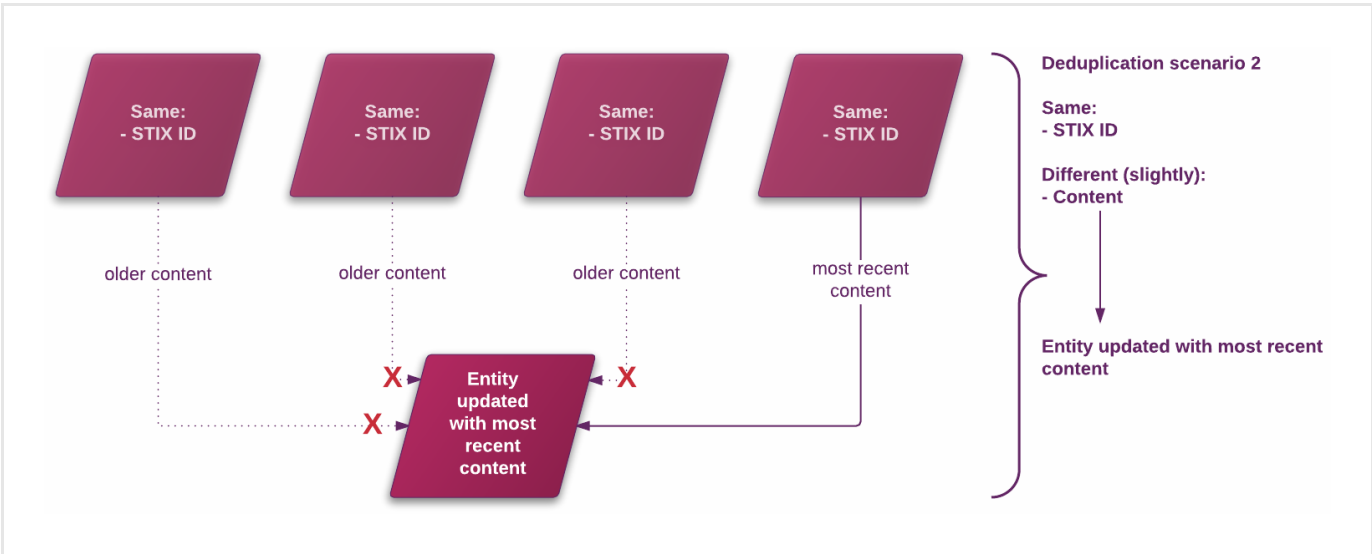 Same:
- STIX ID
Same:
- STIX ID
Same:
- STIX ID
Same:
- STIX ID
older content
older content
older content
most recent
content
X
X
X
Entity
updated
with most
recent
content
Deduplication scenario 2
Same:
- STIX ID
Different (slightly):
- Content
Entity updated with most recent
content